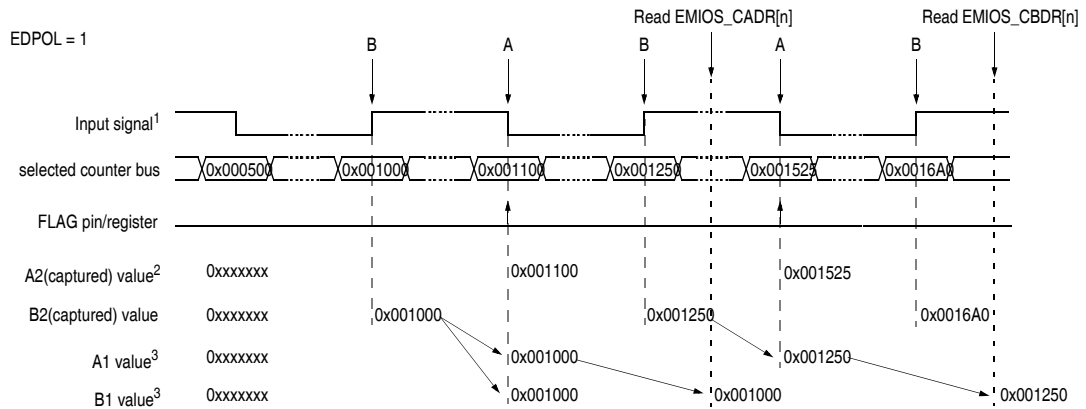 Read EMIOS_CADR[n] Read EMIOS_CBDR[n]
EDPOL = 1
B A B A B
Input signal1
selected counter bus 0x000500 0x001000 0x001100 0x001250 0x001525 0x0016A0
FLAG pin/register
A2(captured) value2 0xxxxxxx 0x001100 0x001525
B2(captured) value 0xxxxxxx 0x001000 0x001250 0x0016A0
A1 value3 0xxxxxxx 0x001000 0x001250
B1 value3 0xxxxxxx 0x001000 0x001000 0x001250